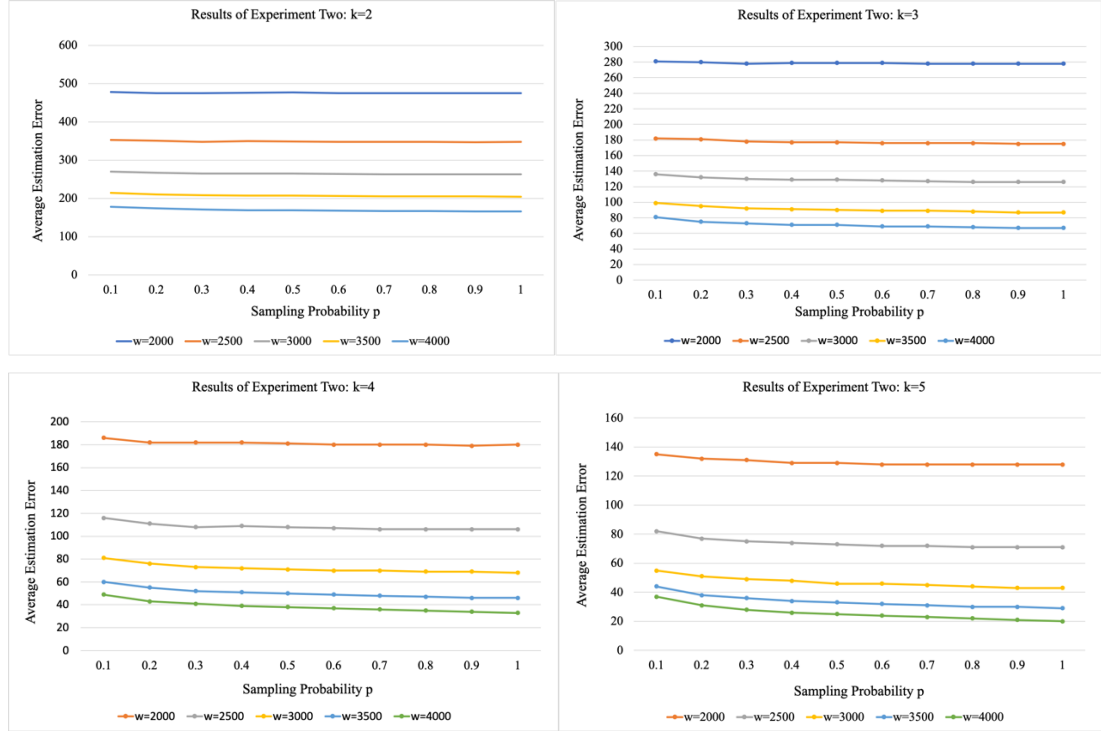 Results of Experiment Two: k=2
Average Estimation Error
600
500
400
300
200
100
0
0.1 0.2 0.3 0.4 0.5 0.6 0.7 0.8 0.9 1
Sampling Probability p
w=2000 w=2500 w=3000 w=3500 w=4000
Results of Experiment Two: k=3
Average Estimation Error
300
280
260
240
220
200
180
160
140
120
100
80
60
40
20
0
0.1 0.2 0.3 0.4 0.5 0.6 0.7 0.8 0.9 1
Sampling Probability p
w=2000 w=2500 w=3000 w=3500 w=4000
Results of Experiment Two: k=4
Average Estimation Error
200
180
160
140
120
100
80
60
40
20
0
0.1 0.2 0.3 0.4 0.5 0.6 0.7 0.8 0.9 1
Sampling Probability p
w=2000 w=2500 w=3000 w=3500 w=4000
Results of Experiment Two: k=5
Average Estimation Error
160
140
120
100
80
60
40
20
0
0.1 0.2 0.3 0.4 0.5 0.6 0.7 0.8 0.9 1
Sampling Probability p
w=2000 w=2500 w=3000 w=3500 w=4000